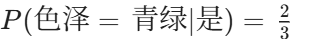 P(色泽 = 青绿|是) = 2/3